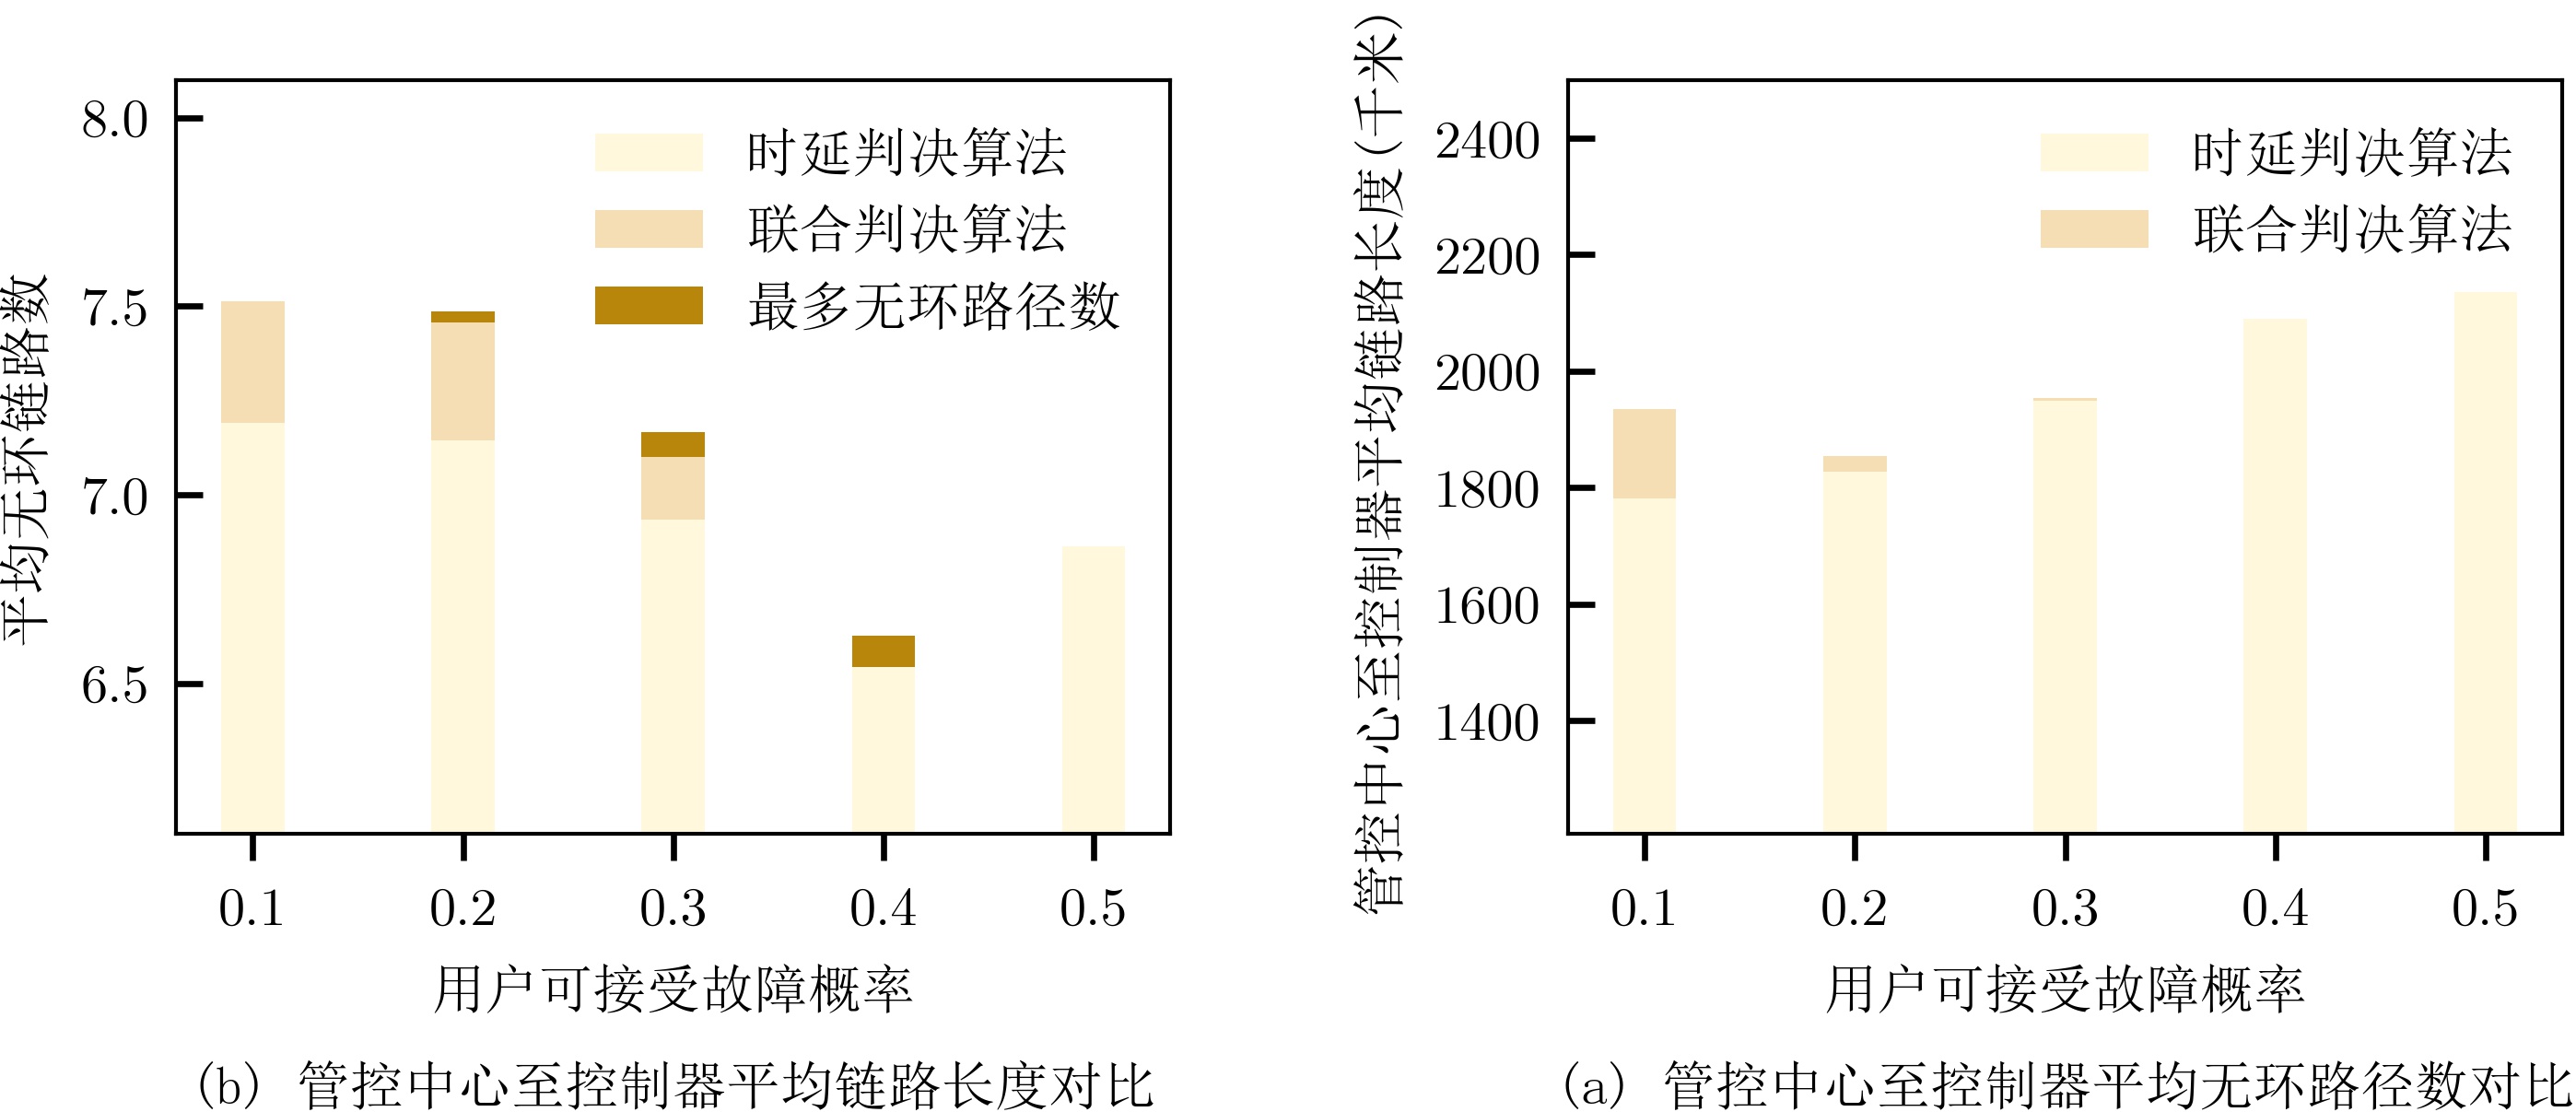 平均无环链路数
8.0
7.5
7.0
6.5
时延判决算法
联合判决算法
最多无环路径数
0.1 0.2 0.3 0.4 0.5
用户可接受故障概率
(b) 管控中心至控制器平均链路长度对比
管控中心至控制器平均链路长度(千米)
2400
2200
2000
1800
1600
1400
时延判决算法
联合判决算法
0.1 0.2 0.3 0.4 0.5
用户可接受故障概率
(a) 管控中心至控制器平均无环路径数对比